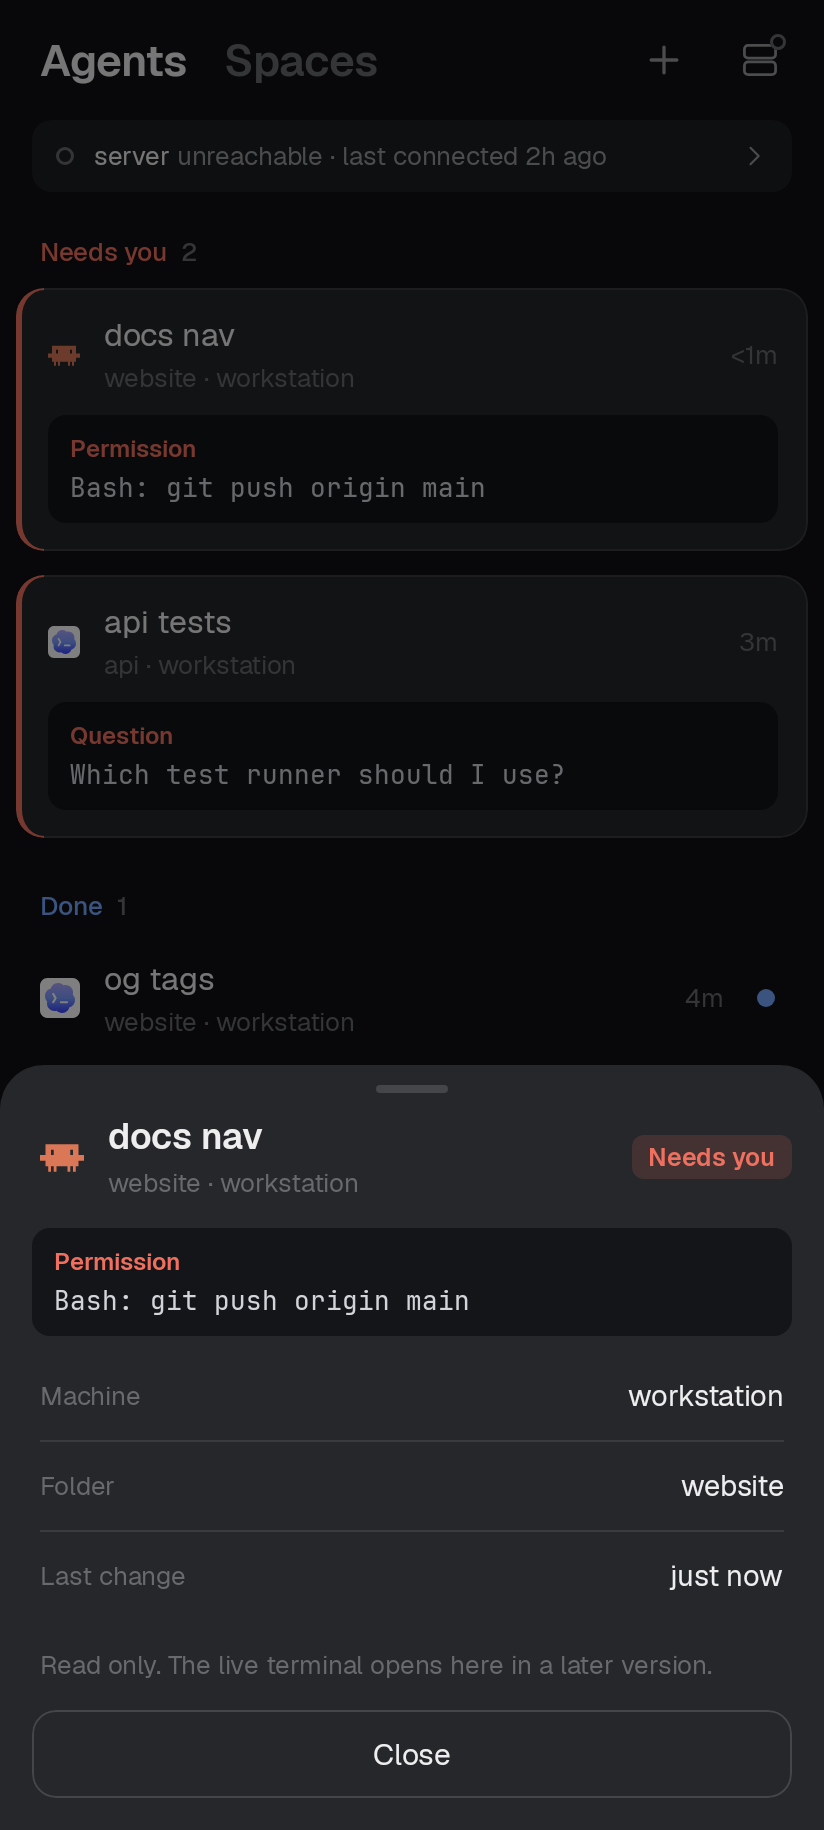 Agents Spaces
server unreachable · last connected 2h ago
Needs you 2
docs nav
website · workstation
<1m
Permission
Bash: git push origin main
api tests
api · workstation
3m
Question
Which test runner should I use?
Done 1
og tags
website · workstation
4m
docs nav
website · workstation
Needs you
Permission
Bash: git push origin main
Machine workstation
Folder website
Last change just now
Read only. The live terminal opens here in a later version.
Close